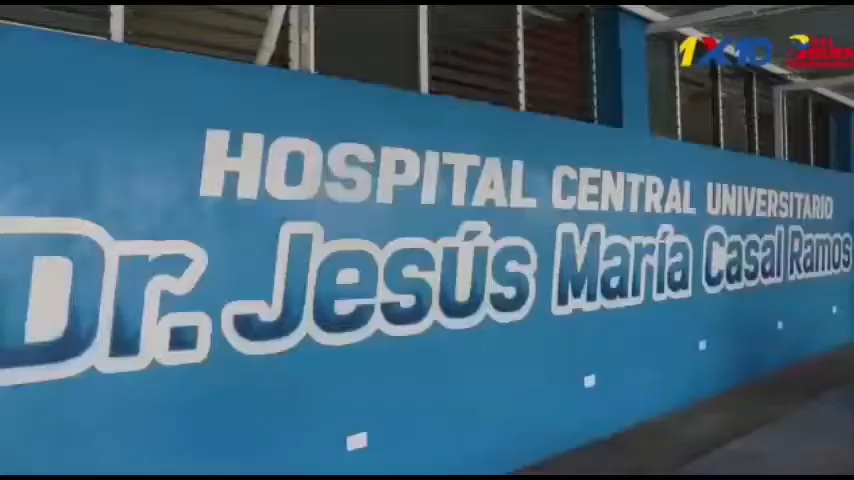 1X10
HOSPITAL CENTRAL UNIVERSITARIO
Dr. Jesús María Casal Ramos